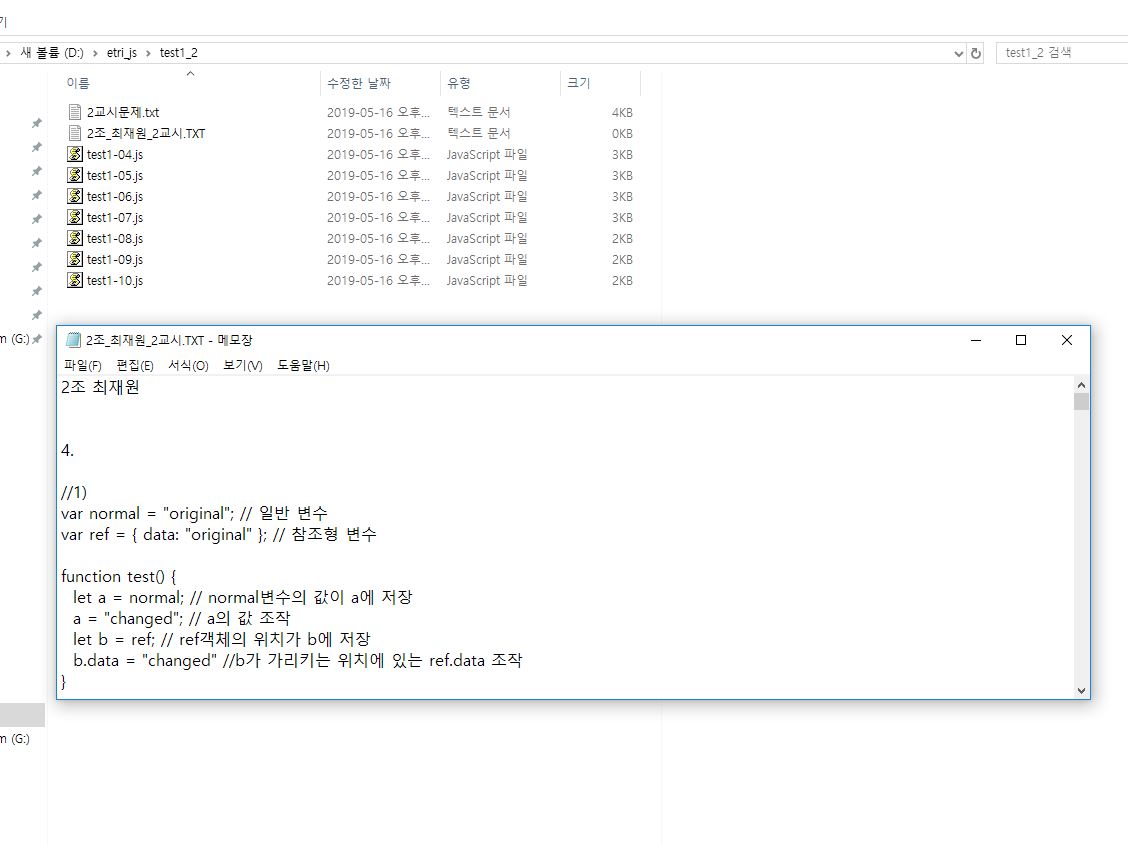 새 볼륨 (D:) › etri_js › test1_2
test1_2 검색
이름 수정한 날짜 유형 크기
2교시문제.txt 2019-05-16 오후... 텍스트 문서 4KB
2조_최재원_2교시.TXT 2019-05-16 오후... 텍스트 문서 0KB
test1-04.js 2019-05-16 오후... JavaScript 파일 3KB
test1-05.js 2019-05-16 오후... JavaScript 파일 3KB
test1-06.js 2019-05-16 오후... JavaScript 파일 3KB
test1-07.js 2019-05-16 오후... JavaScript 파일 3KB
test1-08.js 2019-05-16 오후... JavaScript 파일 2KB
test1-09.js 2019-05-16 오후... JavaScript 파일 2KB
test1-10.js 2019-05-16 오후... JavaScript 파일 2KB
m (G:)
2조_최재원_2교시.TXT - 메모장
파일(F) 편집(E) 서식(O) 보기(V) 도움말(H)
2조 최재원
4.
//1)
var normal = "original"; // 일반 변수
var ref = { data: "original" }; // 참조형 변수
function test() {
let a = normal; // normal변수의 값이 a에 저장
a = "changed"; // a의 값 조작
let b = ref; // ref객체의 위치가 b에 저장
b.data = "changed" //b가 가리키는 위치에 있는 ref.data 조작
}
m (G:)